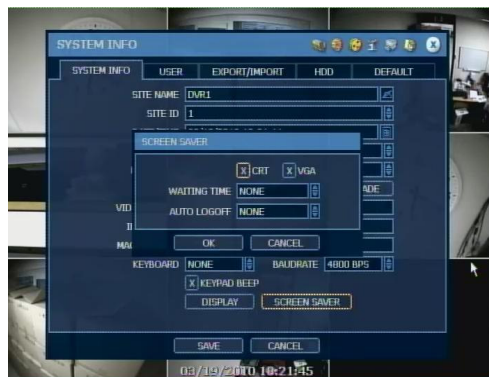 SYSTEM INFO
SYSTEM INFO USER EXPORT/IMPORT HDD DEFAULT
SITE NAME DVR1
SITE ID 1
SCREEN SAVER
X CRT X VGA
WAITING TIME NONE
ADE
AUTO LOGOFF NONE
VID
MAC
OK CANCEL
KEYBOARD NONE BAUDRATE 4800 BPS
X KEYPAD BEEP
DISPLAY SCREEN SAVER
SAVE CANCEL
03/19/2010 10:21:45